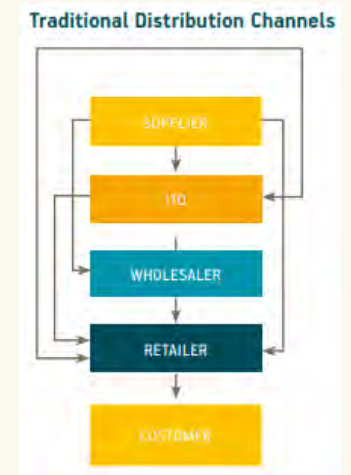 Traditional Distribution Channels
SUPPLIER
ITO
WHOLESALER
RETAILER
CUSTOMER